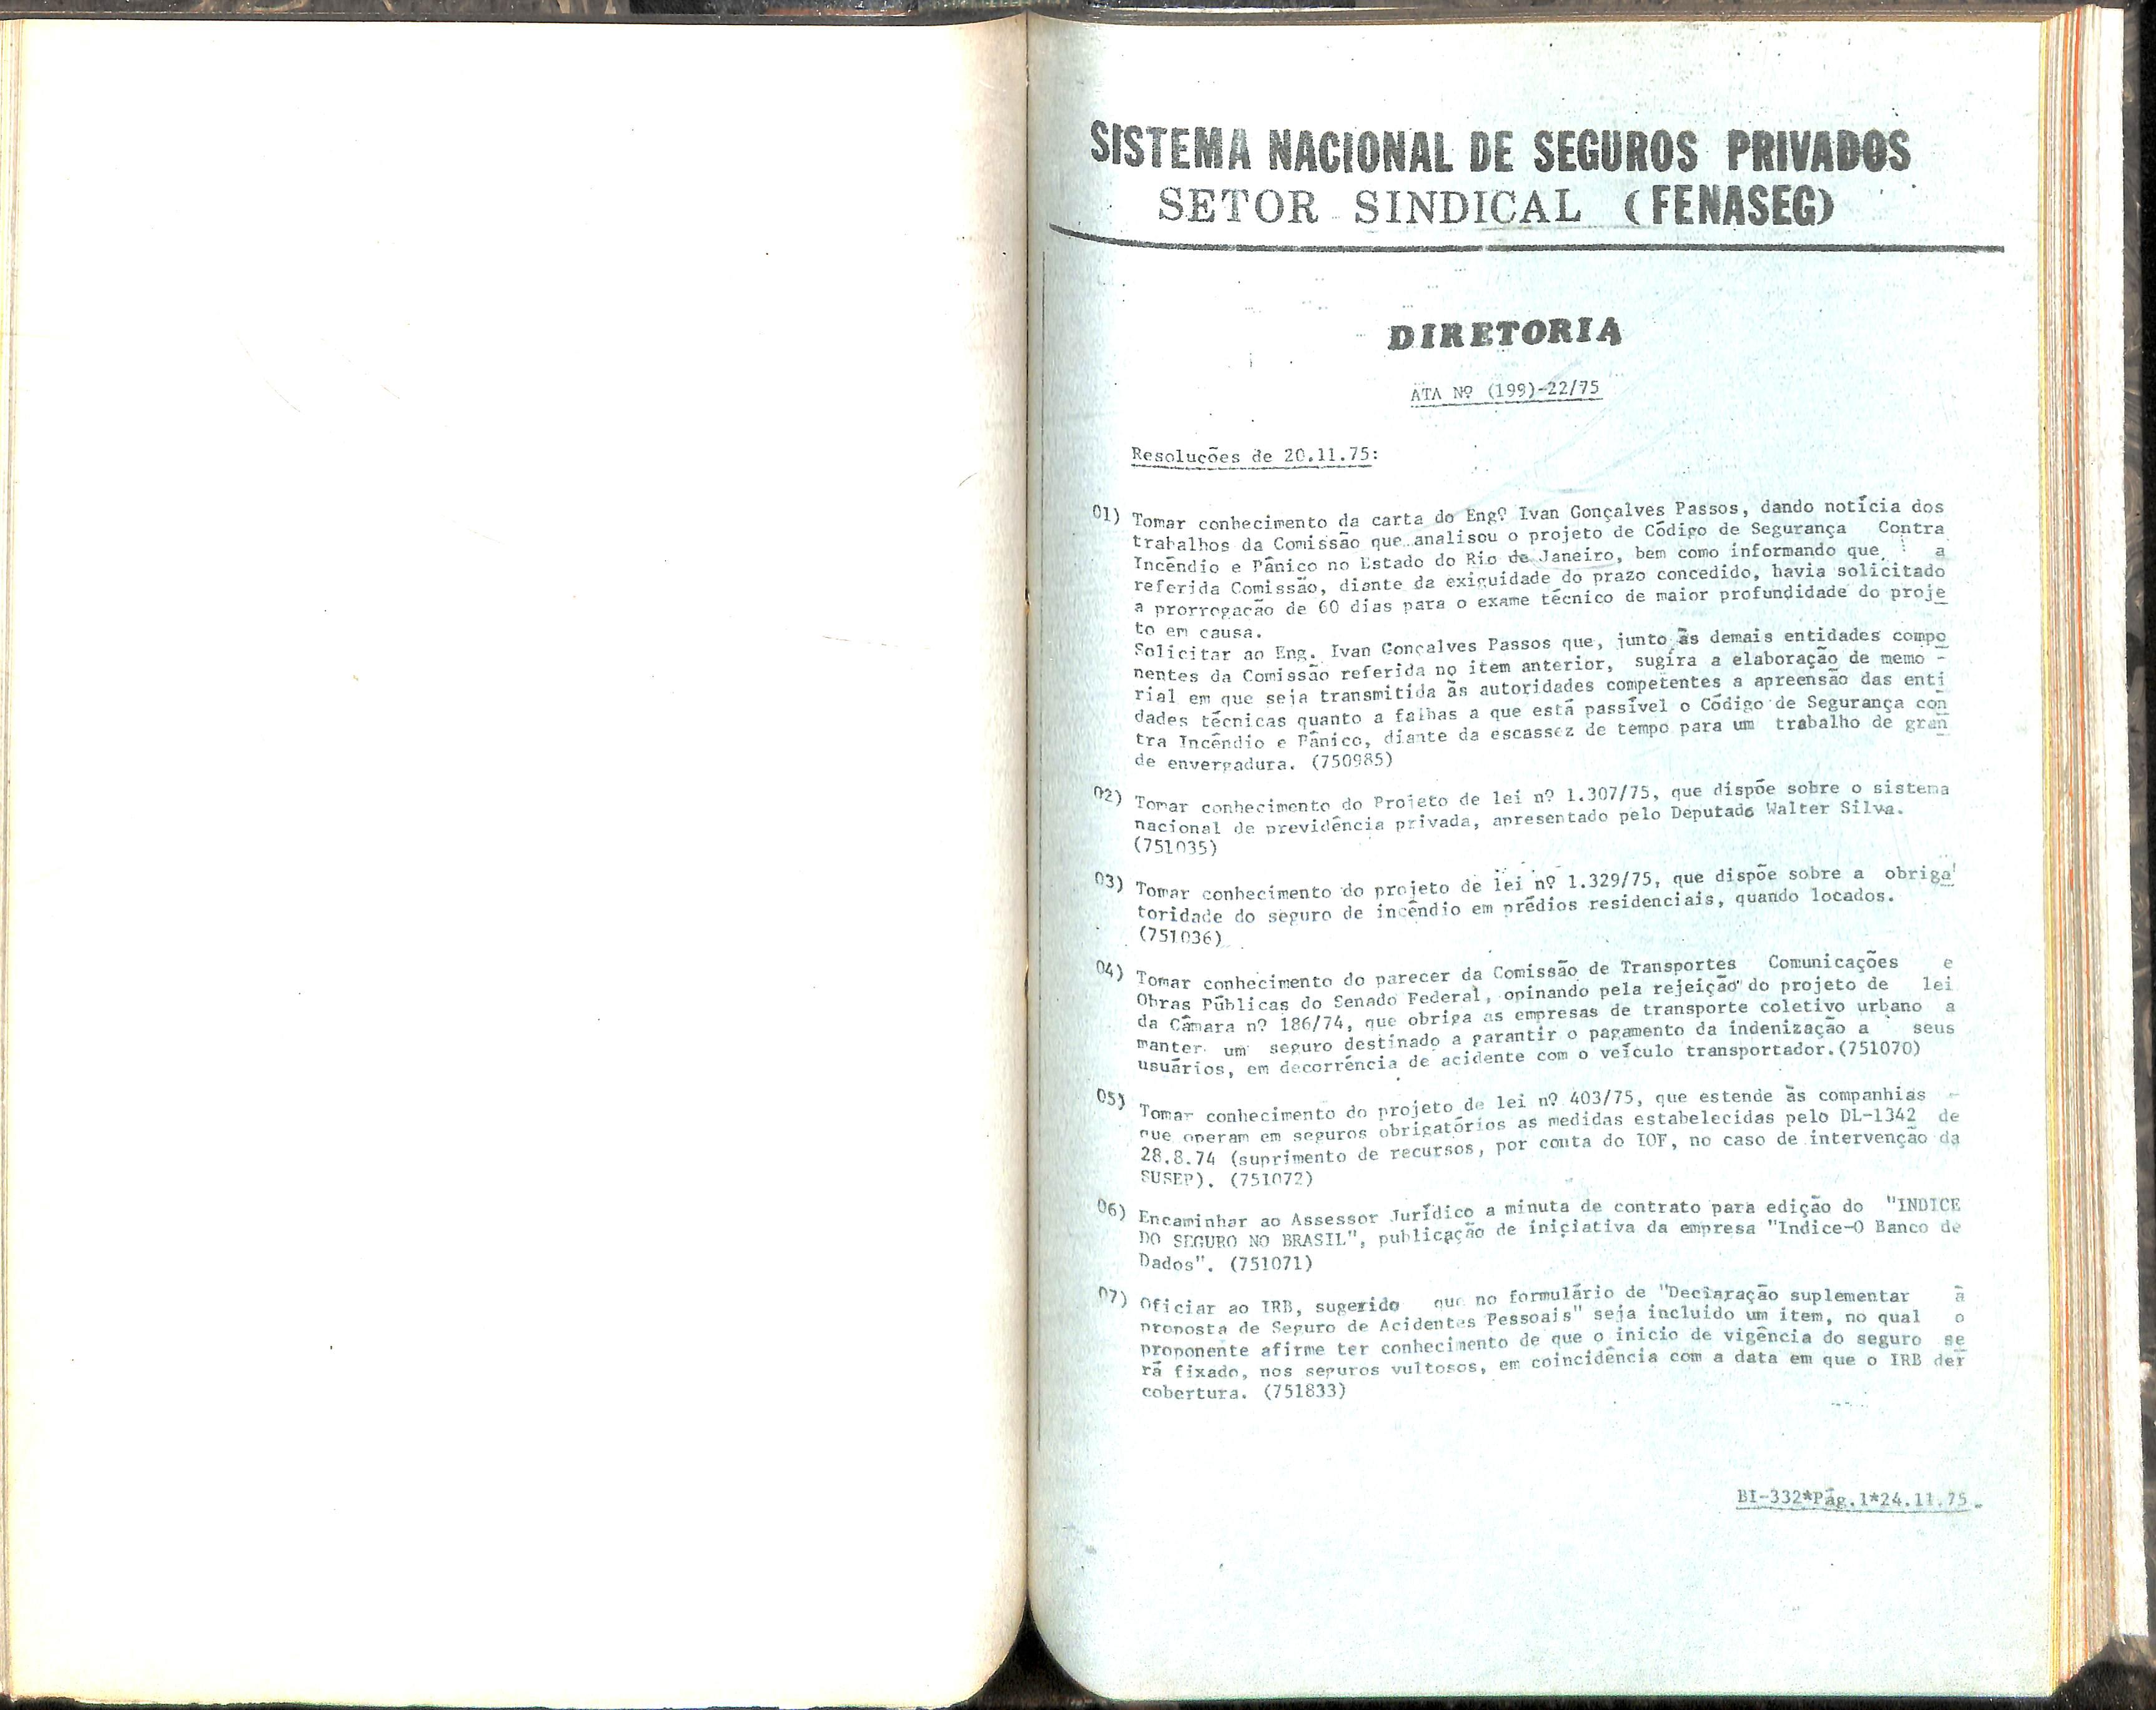 SISTEMA NACIONAL DE SEGUROS PRIVADOS
SETOR SINDICAL (FENASEG)
DIRETORIA
ATA Nº (199)-22/75
Resoluções de 20.11.75:
01) Tomar conhecimento da carta do Engº Ivan Gonçalves Passos, dando notícia dos
trabalhos da Comissão que analisou o projeto de Código de Segurança Contra
Incêndio e Pânico no Estado do Rio de Janeiro, bem como informando que a
referida Comissão, diante da exiguidade do prazo concedido, havia solicitado
a prorrogação de 60 dias para o exame técnico de maior profundidade do proje
to em causa.
Solicitar ao Eng. Ivan Gonçalves Passos que, junto às demais entidades compo
nentes da Comissão referida no item anterior, sugira a elaboração de memo -
rial em que seja transmitida às autoridades competentes a apreensão das enti
dades técnicas quanto a falhas a que está passível o Código de Segurança con
tra Incêndio e Pânico, diante da escassez de tempo para um trabalho de gran
de envergadura. (750985)
02) Tomar conhecimento do Projeto de lei nº 1.307/75, que dispõe sobre o sistema
nacional de previdência privada, apresentado pelo Deputado Walter Silva.
(751035)
03) Tomar conhecimento do projeto de lei nº 1.329/75, que dispõe sobre a obriga
toridade do seguro de incêndio em prédios residenciais, quando locados.
(751036)
04) Tomar conhecimento do parecer da Comissão de Transportes Comunicações e
Obras Públicas do Senado Federal, opinando pela rejeição do projeto de lei
da Câmara nº 186/74, que obriga as empresas de transporte coletivo urbano a
manter um seguro destinado a garantir o pagamento da indenização a seus
usuários, em decorrência de acidente com o veículo transportador.(751070)
05) Tomar conhecimento do projeto de lei nº 403/75, que estende às companhias -
que operam em seguros obrigatórios as medidas estabelecidas pelo DL-1342 de
28.8.74 (suprimento de recursos, por conta do IOF, no caso de intervenção da
SUSEP). (751072)
06) Encaminhar ao Assessor Jurídico a minuta de contrato para edição do "INDICE
DO SEGURO NO BRASIL", publicação de iniciativa da empresa "Indice-O Banco de
Dados". (751071)
07) Oficiar ao IRB, sugerido que no formulário de "Declaração suplementar à
proposta de Seguro de Acidentes Pessoais" seja incluido um item, no qual o
proponente afirme ter conhecimento de que o inicio de vigência do seguro se
rá fixado, nos seguros vultosos, em coincidência com a data em que o IRB der
cobertura. (751833)
BI-332*Pág.1*24.11.75